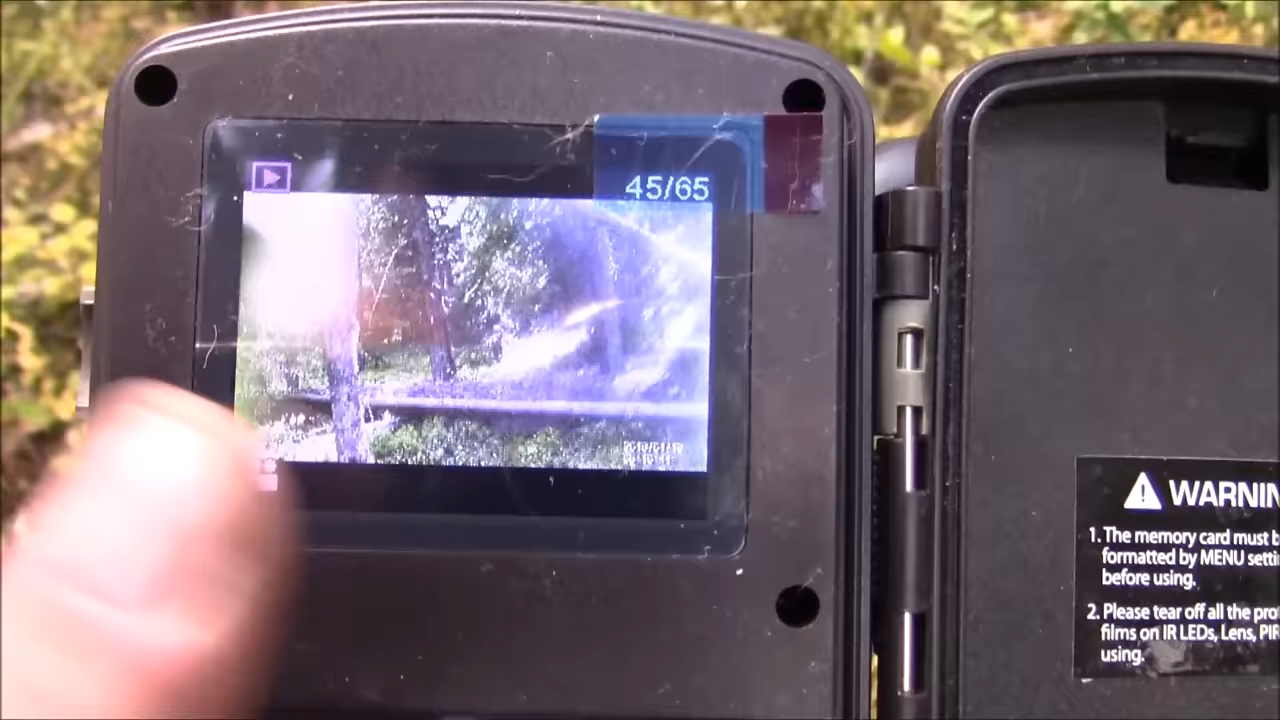 45/65
WARNIN
1. The memory card must b
formatted by MENU setti
before using.
2. Please tear off all the pro
films on IR LEDs, Lens, PIR
using.